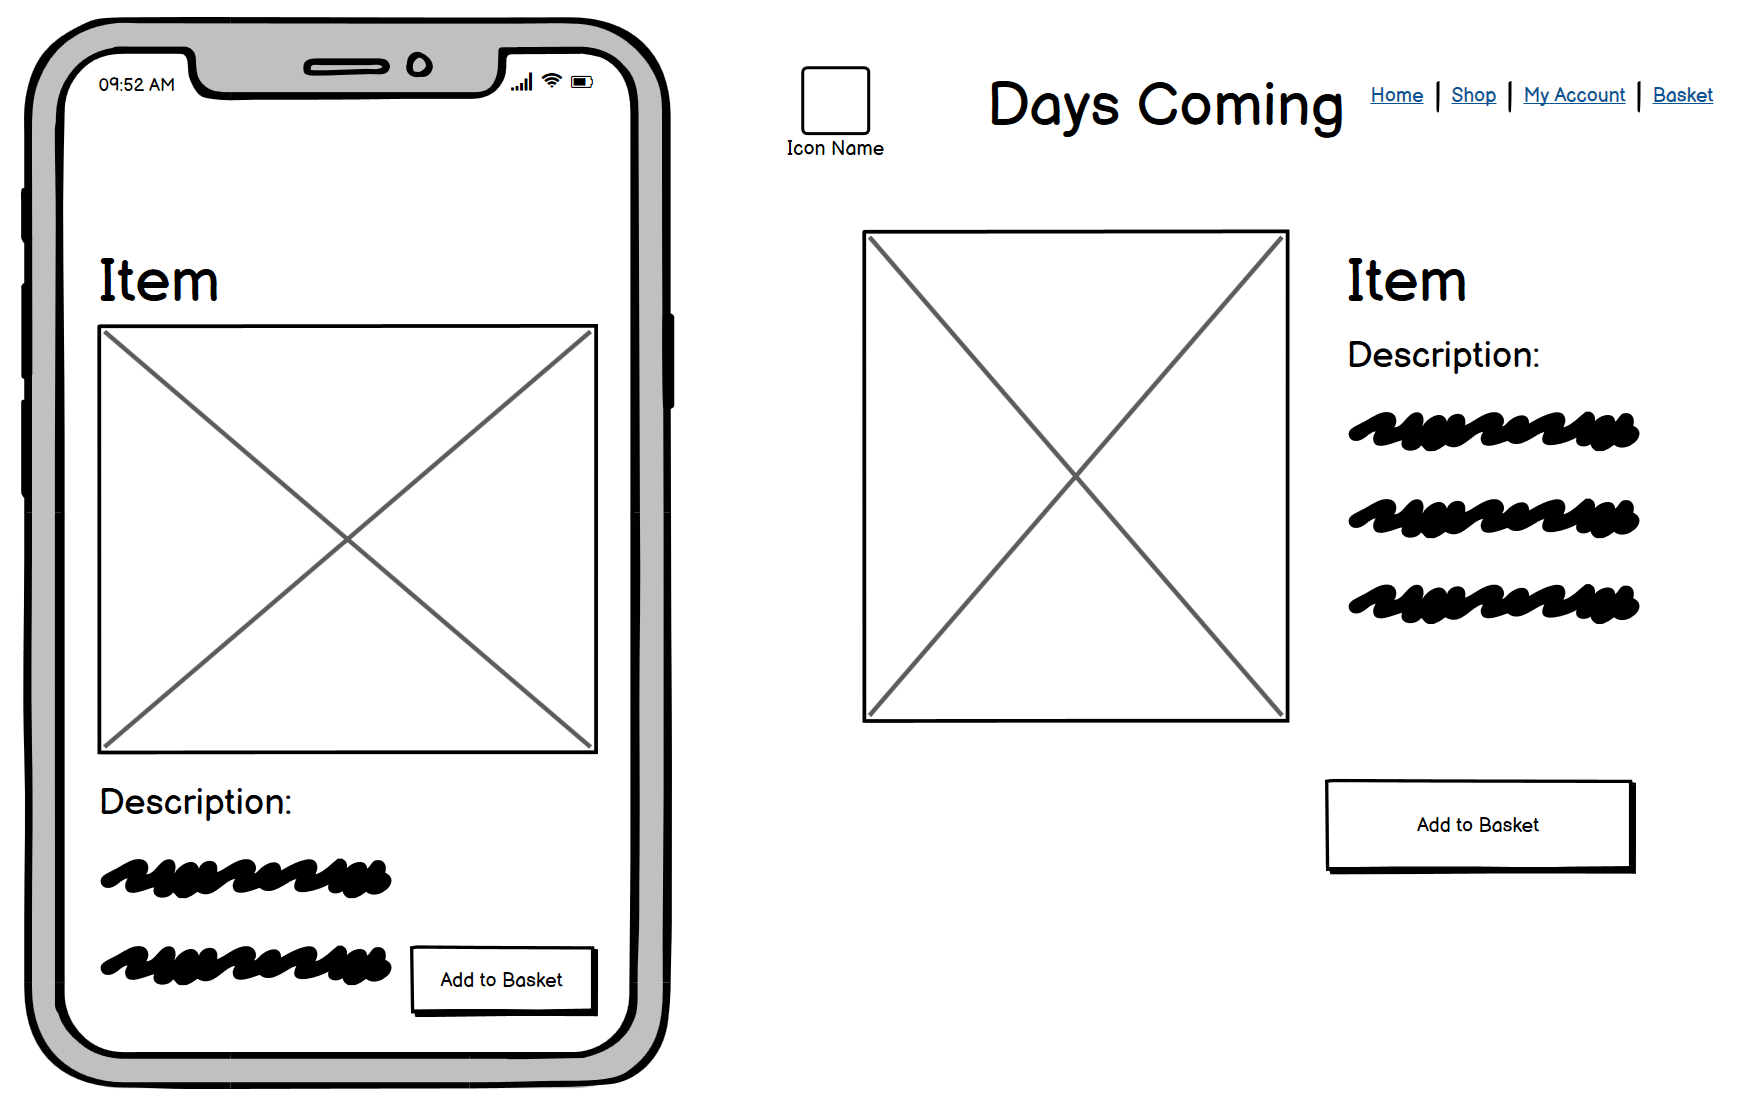 09:52 AM
Item
Description:
Add to Basket
Icon Name
Days Coming
Home | Shop | My Account | Basket
Item
Description:
Add to Basket